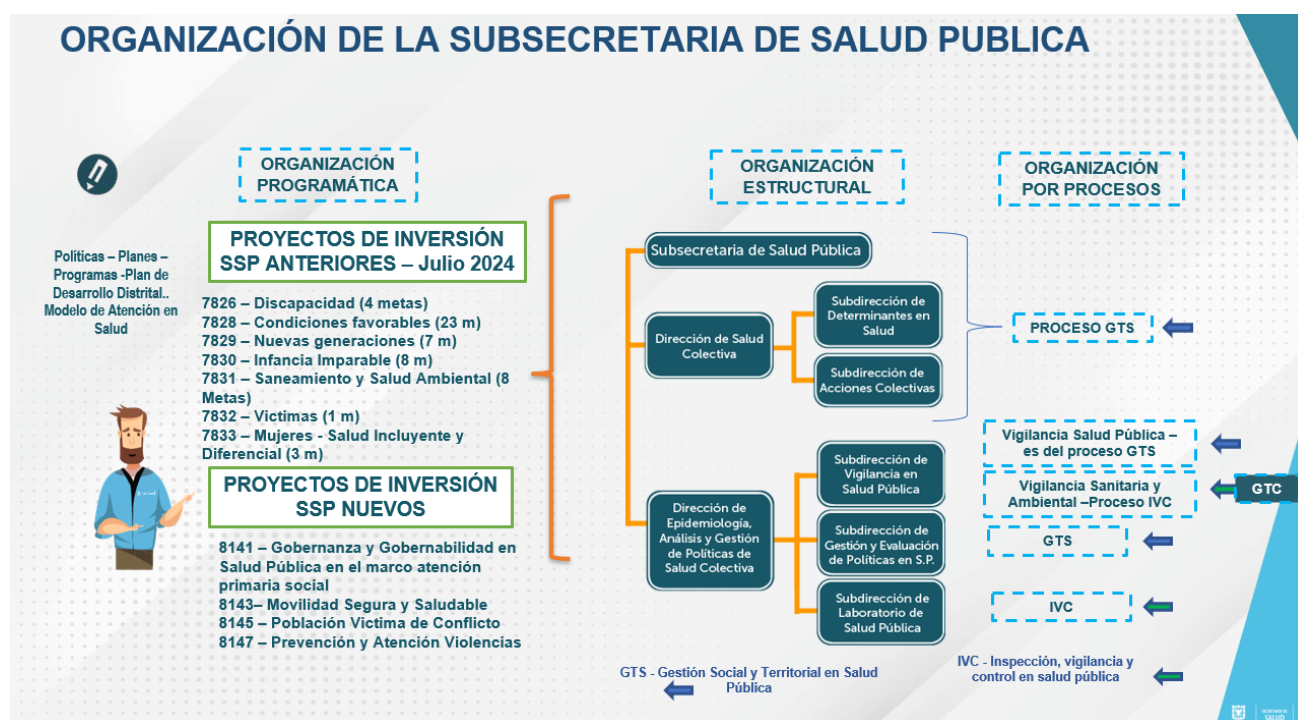 ORGANIZACIÓN DE LA SUBSECRETARIA DE SALUD PUBLICA
Políticas – Planes –
Programas -Plan de
Desarrollo Distrital..
Modelo de Atención en
Salud
ORGANIZACIÓN
PROGRAMÁTICA
PROYECTOS DE INVERSIÓN
SSP ANTERIORES – Julio 2024
7826 – Discapacidad (4 metas)
7828 – Condiciones favorables (23 m)
7829 – Nuevas generaciones (7 m)
7830 – Infancia Imparable (8 m)
7831 – Saneamiento y Salud Ambiental (8
Metas)
7832 – Victimas (1 m)
7833 – Mujeres - Salud Incluyente y
Diferencial (3 m)
PROYECTOS DE INVERSIÓN
SSP NUEVOS
8141 – Gobernanza y Gobernabilidad en
Salud Pública en el marco atención
primaria social
8143– Movilidad Segura y Saludable
8145 – Población Victima de Conflicto
8147 – Prevención y Atención Violencias
ORGANIZACIÓN
ESTRUCTURAL
Subsecretaria de Salud Pública
Dirección de Salud
Colectiva
Subdirección de
Determinantes en
Salud
Subdirección de
Acciones Colectivas
Dirección de
Epidemiología,
Análisis y Gestión
de Políticas de
Salud Colectiva
Subdirección de
Vigilancia en
Salud Pública
Subdirección de
Gestión y Evaluación
de Políticas en S.P.
Subdirección de
Laboratorio de
Salud Pública
ORGANIZACIÓN
POR PROCESOS
PROCESO GTS
Vigilancia Salud Pública –
es del proceso GTS
Vigilancia Sanitaria y
Ambiental –Proceso IVC
GTC
GTS
IVC
GTS - Gestión Social y Territorial en Salud
Pública
IVC - Inspección, vigilancia y
control en salud pública
SALUD